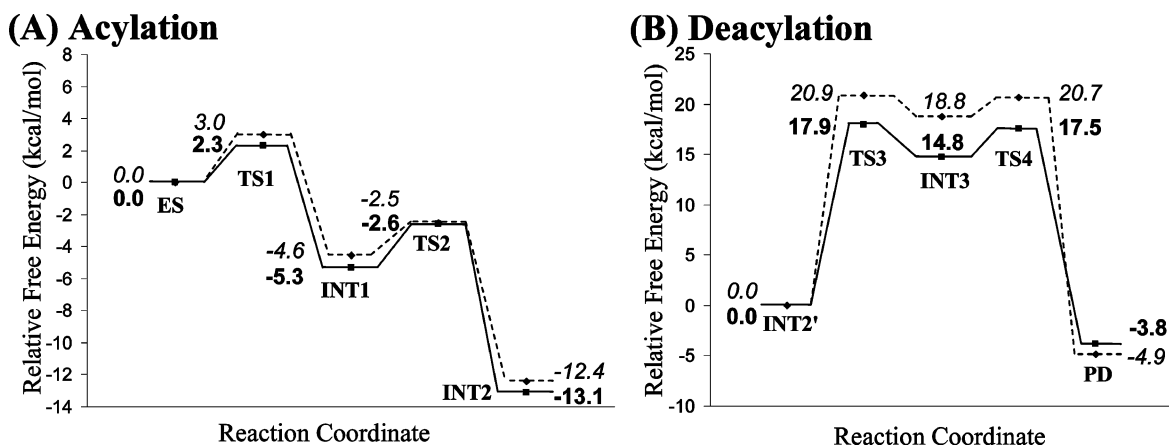 (A) Acylation
Relative Free Energy (kcal/mol)
8
6
4
2
0
-2
-4
-6
-8
-10
-12
-14
0.0
0.0
ES
3.0
2.3
TS1
-4.6
-5.3
INT1
-2.5
-2.6
TS2
INT2
-12.4
-13.1
Reaction Coordinate
(B) Deacylation
Relative Free Energy (kcal/mol)
25
20
15
10
5
0
-5
-10
0.0
0.0
INT2'
20.9
17.9
TS3
18.8
14.8
INT3
20.7
17.5
TS4
-3.8
-4.9
PD
Reaction Coordinate